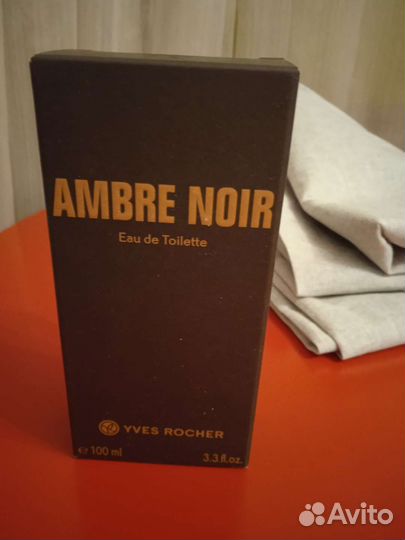 AMBRE NOIR
Eau de Toilette
YVES ROCHER
℮ 100 ml 3.3 fl.oz.
Avito